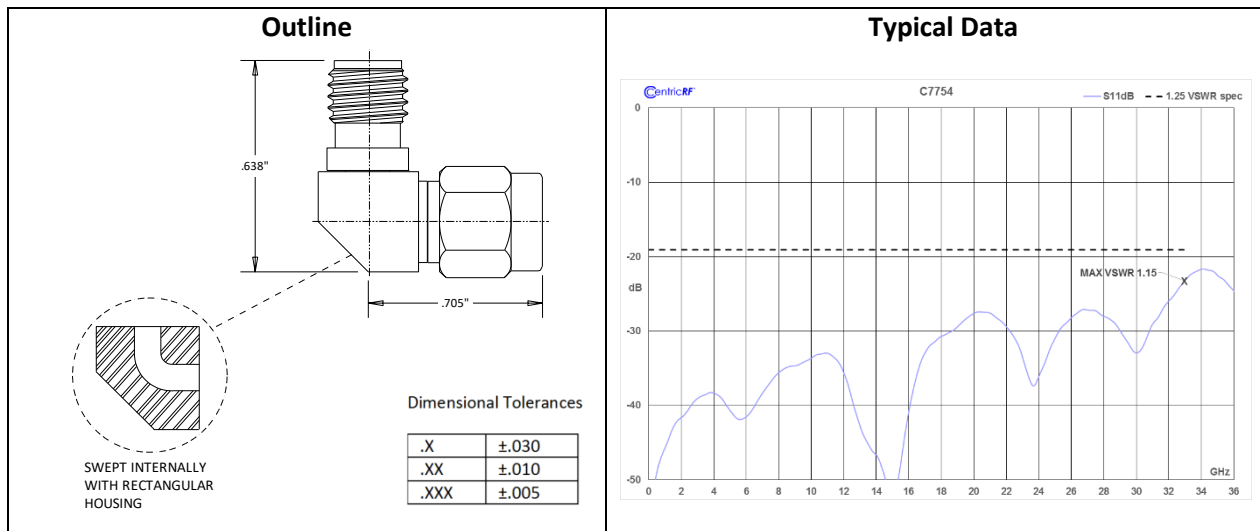 Outline
.638"
.705"
SWEPT INTERNALLY
WITH RECTANGULAR
HOUSING
Dimensional Tolerances
.X ±.030
.XX ±.010
.XXX ±.005
Typical Data
CentricRF
C7754
S11dB 1.25 VSWR spec
0
-10
-20
dB
MAX VSWR 1.15
X
-30
-40
-50
GHz
0 2 4 6 8 10 12 14 16 18 20 22 24 26 28 30 32 34 36